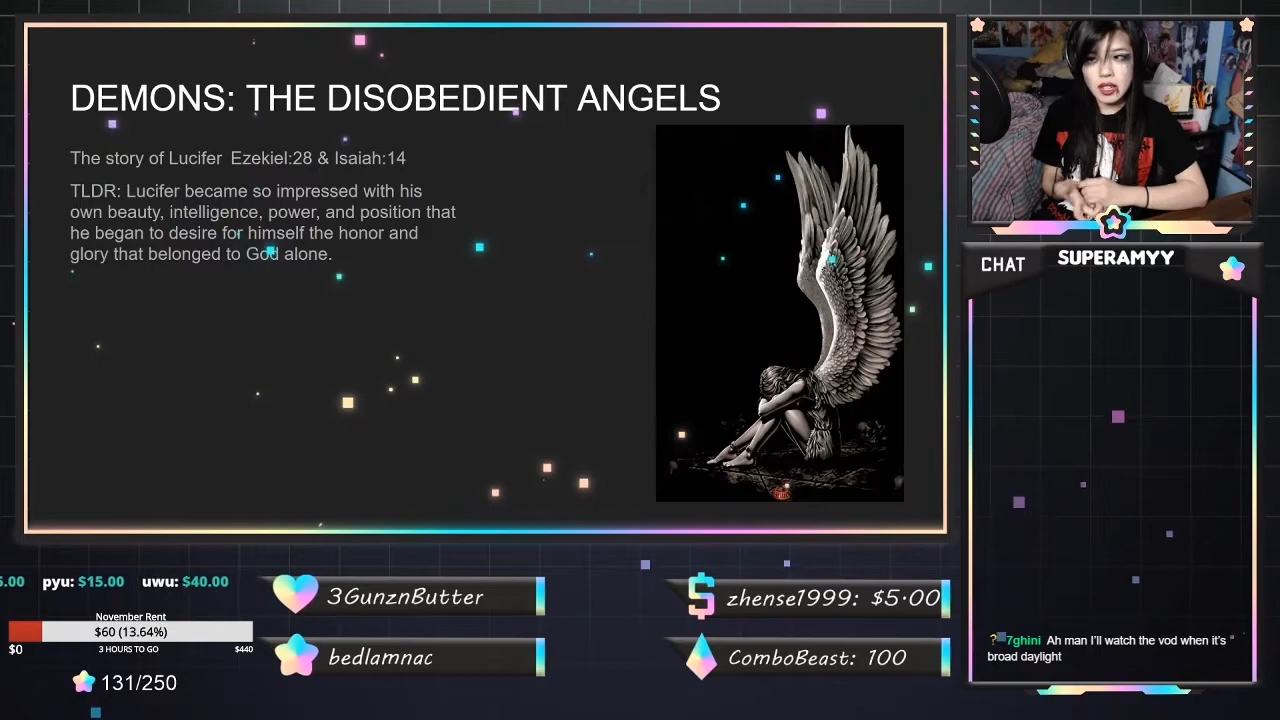 DEMONS: THE DISOBEDIENT ANGELS
The story of Lucifer  Ezekiel:28 & Isaiah:14
TLDR: Lucifer became so impressed with his
own beauty, intelligence, power, and position that
he began to desire for himself the honor and
glory that belonged to God alone.
CHAT
SUPERAMYY
?7ghini Ah man I'll watch the vod when it's
broad daylight
5.00 pyu: $15.00 uwu: $40.00
November Rent
$60 (13.64%)
$0 3 HOURS TO GO $440
131/250
3GunznButter
bedlamnac
zhense1999: $5.00
ComboBeast: 100